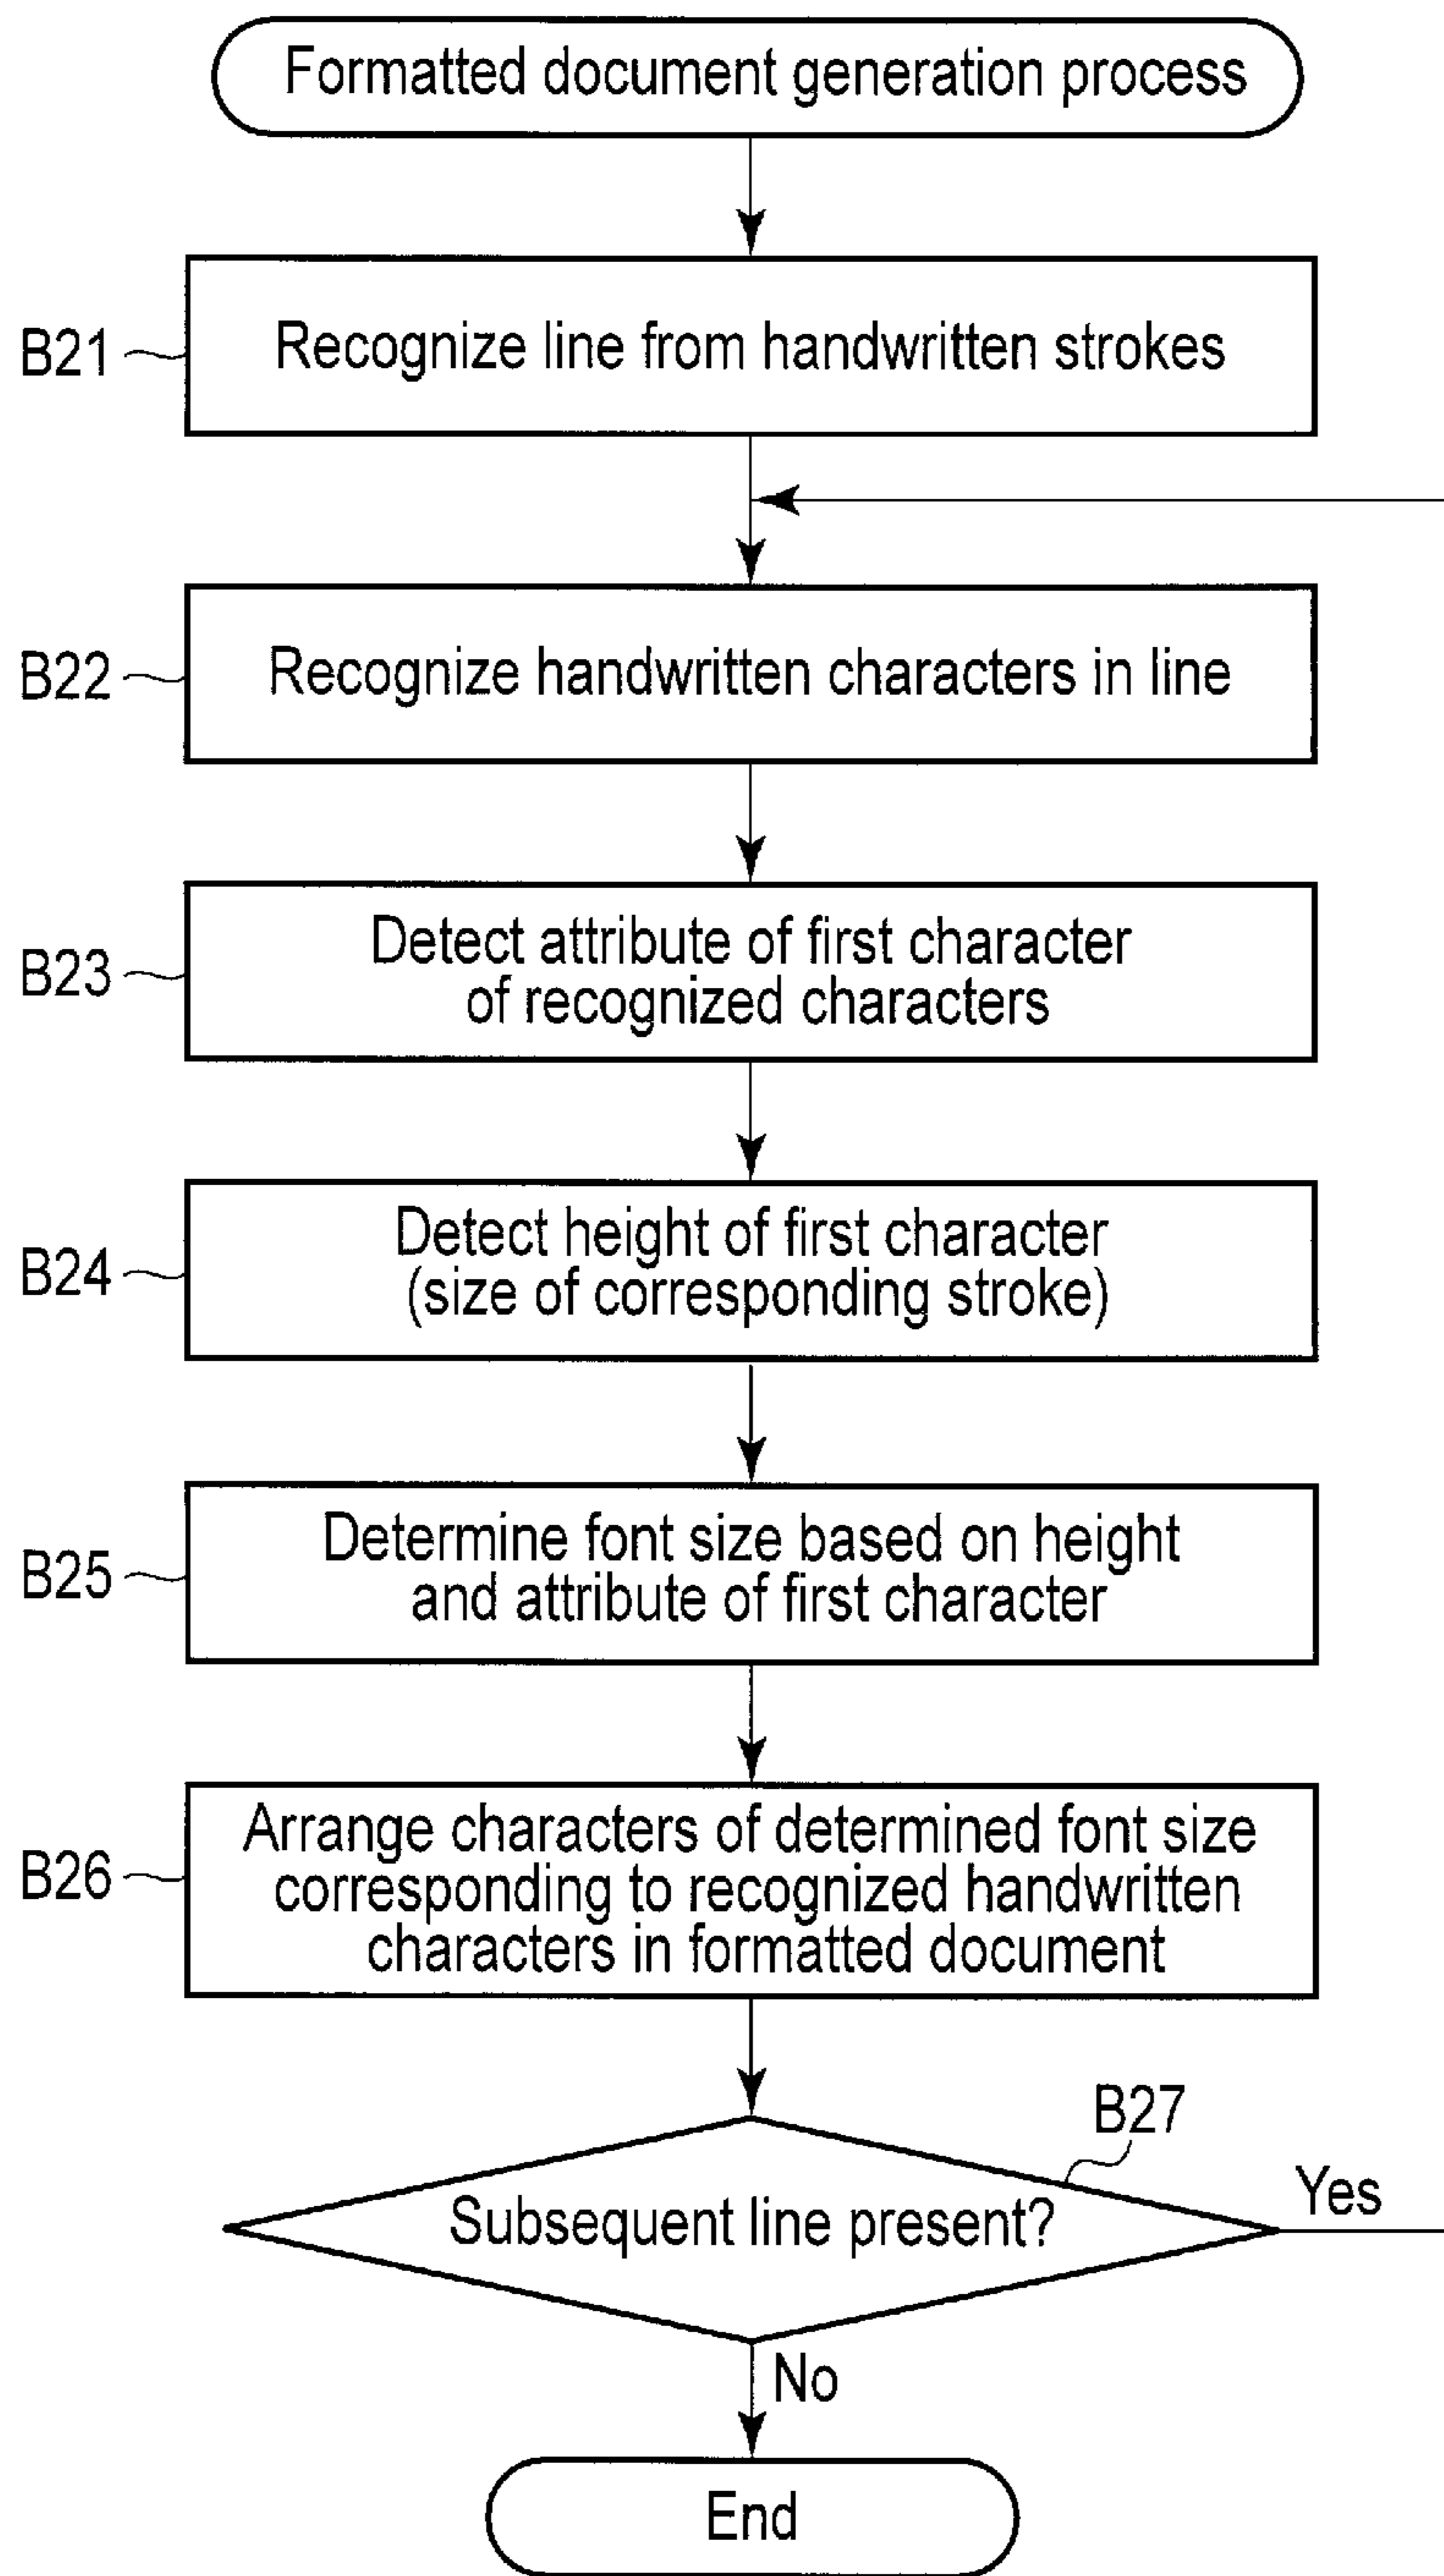 Formatted document generation process
B21
Recognize line from handwritten strokes
B22
Recognize handwritten characters in line
B23
Detect attribute of first character
of recognized characters
B24
Detect height of first character
(size of corresponding stroke)
B25
Determine font size based on height
and attribute of first character
B26
Arrange characters of determined font size
corresponding to recognized handwritten
characters in formatted document
B27
Subsequent line present?
Yes
No
End